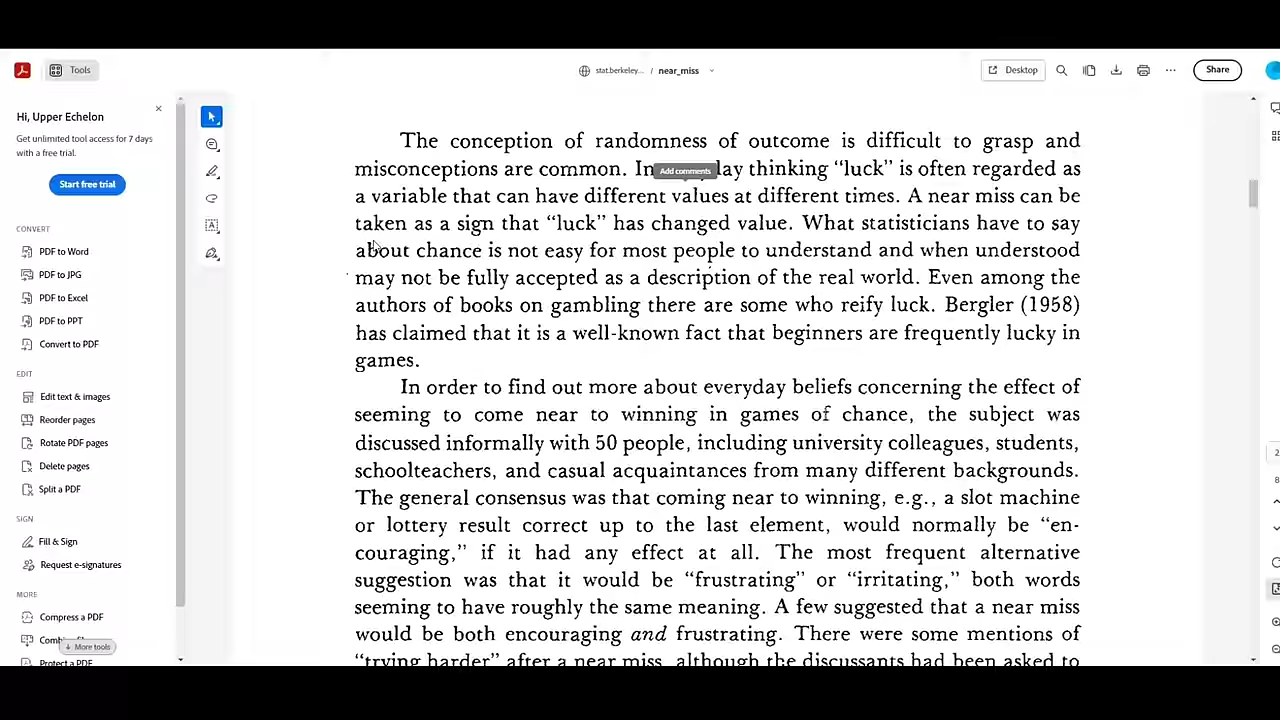 Tools
stat.berkeley... / near_miss
Desktop
Share
Hi, Upper Echelon
Get unlimited tool access for 7 days
with a free trial.
Start free trial
CONVERT
PDF to Word
PDF to JPG
PDF to Excel
PDF to PPT
Convert to PDF
EDIT
Edit text & images
Reorder pages
Rotate PDF pages
Delete pages
Split a PDF
SIGN
Fill & Sign
Request e-signatures
MORE
Compress a PDF
More tools
Protect a PDF
The conception of randomness of outcome is difficult to grasp and
misconceptions are common. In Add comments lay thinking “luck” is often regarded as
a variable that can have different values at different times. A near miss can be
taken as a sign that “luck” has changed value. What statisticians have to say
about chance is not easy for most people to understand and when understood
may not be fully accepted as a description of the real world. Even among the
authors of books on gambling there are some who reify luck. Bergler (1958)
has claimed that it is a well-known fact that beginners are frequently lucky in
games.
In order to find out more about everyday beliefs concerning the effect of
seeming to come near to winning in games of chance, the subject was
discussed informally with 50 people, including university colleagues, students,
schoolteachers, and casual acquaintances from many different backgrounds.
The general consensus was that coming near to winning, e.g., a slot machine
or lottery result correct up to the last element, would normally be “en-
couraging,” if it had any effect at all. The most frequent alternative
suggestion was that it would be “frustrating” or “irritating,” both words
seeming to have roughly the same meaning. A few suggested that a near miss
would be both encouraging and frustrating. There were some mentions of
“trying harder” after a near miss, although the discussants had been asked to